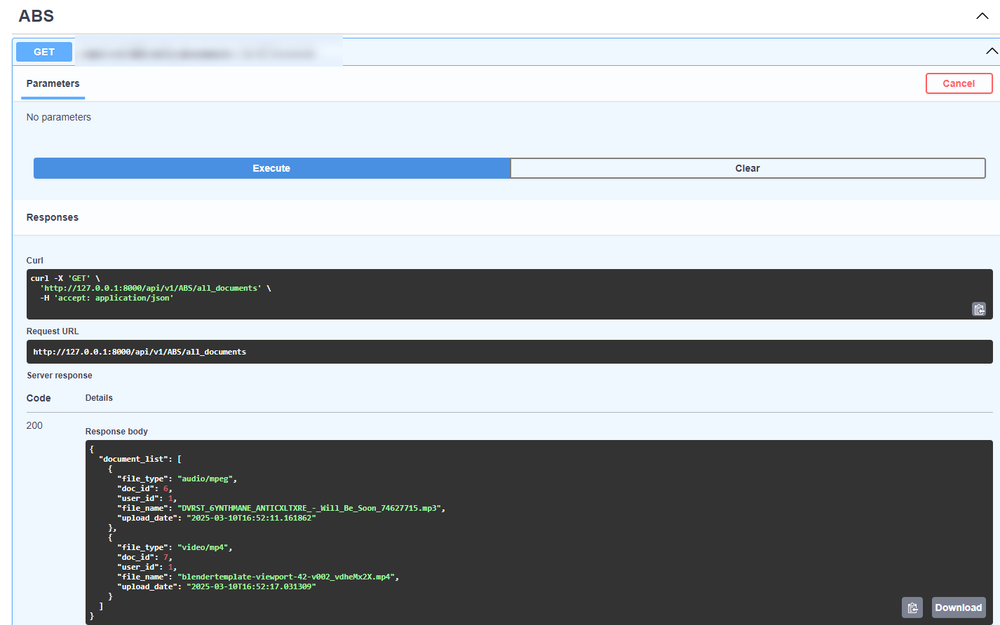 ABS
GET
Parameters
Cancel
No parameters
Execute
Clear
Responses
Curl
curl -X 'GET' \
  'http://127.0.0.1:8000/api/v1/ABS/all_documents' \
  -H 'accept: application/json'
Request URL
http://127.0.0.1:8000/api/v1/ABS/all_documents
Server response
Code Details
200
Response body
{
  "document_list": [
    {
      "file_type": "audio/mpeg",
      "doc_id": 6,
      "user_id": 1,
      "file_name": "DVRST_6YNTHMANE_ANTICXLTXRE_-_Will_Be_Soon_74627715.mp3",
      "upload_date": "2025-03-10T16:52:11.161862"
    },
    {
      "file_type": "video/mp4",
      "doc_id": 7,
      "user_id": 1,
      "file_name": "blendertemplate-viewport-42-v002_vdheMx2X.mp4",
      "upload_date": "2025-03-10T16:52:17.031309"
    }
  ]
}
Download